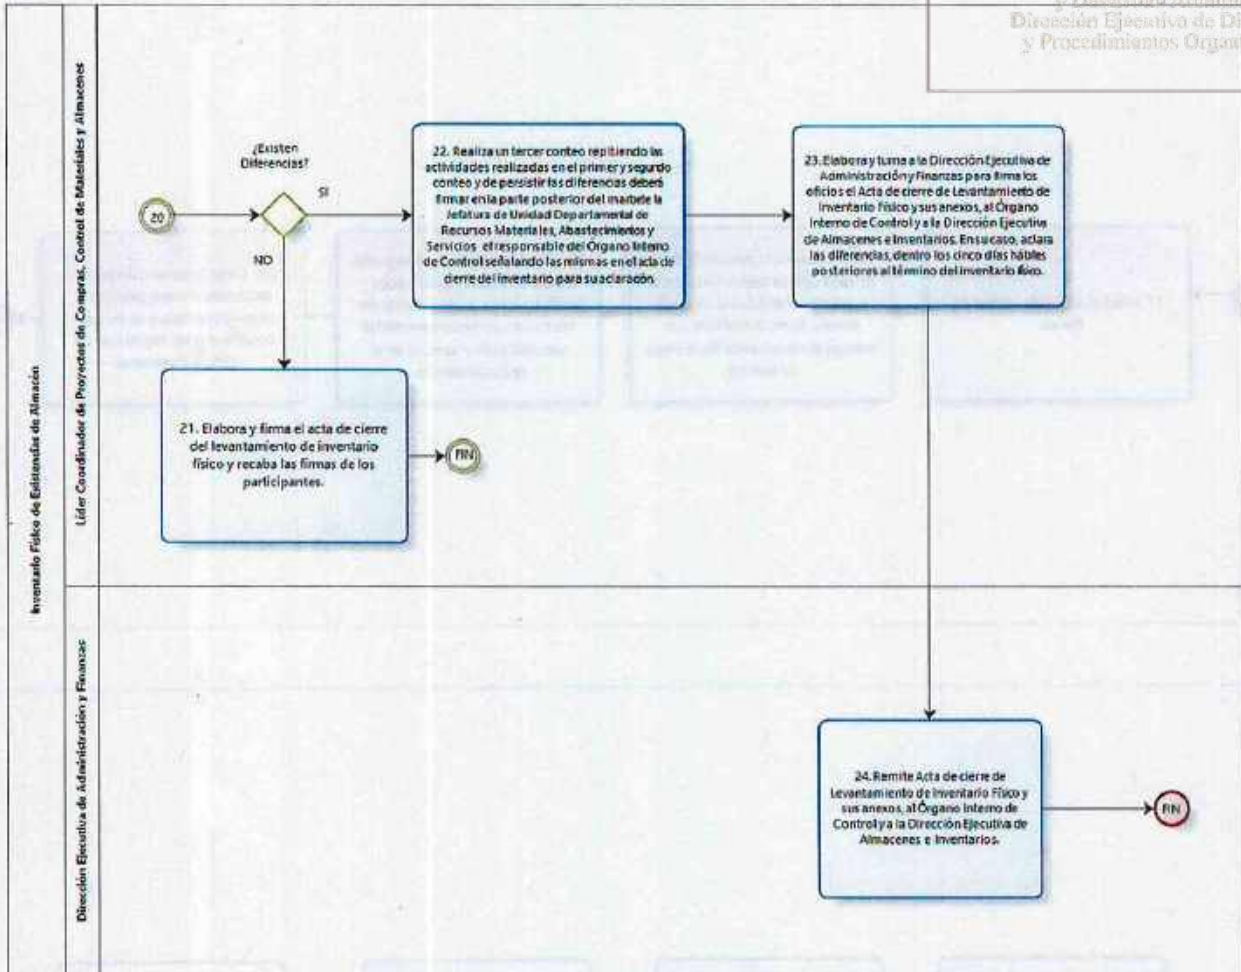 Dirección Ejecutiva de
y Procedimientos
Inventario Físico de Existencias de Almacén
Líder Coordinador de Proyectos de Compras, Control de Materiales y Almacenes
20
¿Existen
Diferencias?
SI
NO
22. Realiza un tercer conteo repitiendo las
actividades realizadas en el primer y segundo
conteo y de persistir las diferencias deberá
firmar en la parte posterior del marbete la
Jefatura de Unidad Departamental de
Recursos Materiales, Abastecimientos y
Servicios el responsable del Órgano Interno
de Control señalando las mismas en el acta de
cierre del inventario para su aclaración.
23. Elabora y turna a la Dirección Ejecutiva de
Administración y Finanzas para firma los
oficios el Acta de cierre de Levantamiento de
Inventario Físico y sus anexos, al Órgano
Interno de Control y a la Dirección Ejecutiva
de Almacenes e Inventarios. En su caso, aclara
las diferencias, dentro los cinco días hábiles
posteriores al término del inventario físico.
21. Elabora y firma el acta de cierre
del levantamiento de inventario
físico y recaba las firmas de los
participantes.
FIN
Dirección Ejecutiva de Administración y Finanzas
24. Remite Acta de cierre de
Levantamiento de Inventario Físico y
sus anexos, al Órgano Interno de
Control y a la Dirección Ejecutiva de
Almacenes e Inventarios.
FIN